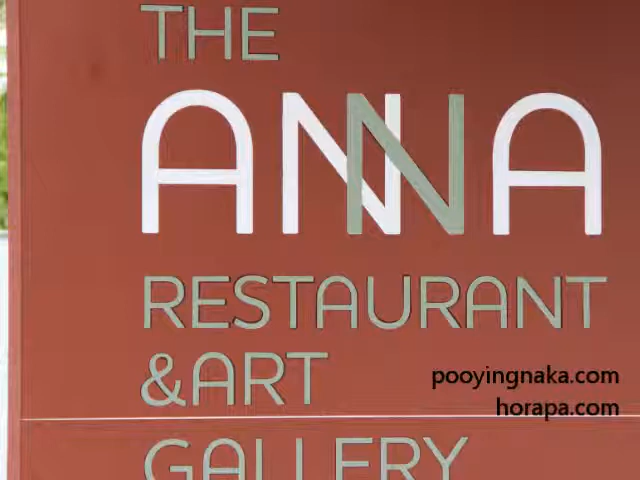 THE
ANNA
RESTAURANT
&ART
pooyingnaka.com
horapa.com
GALLERY